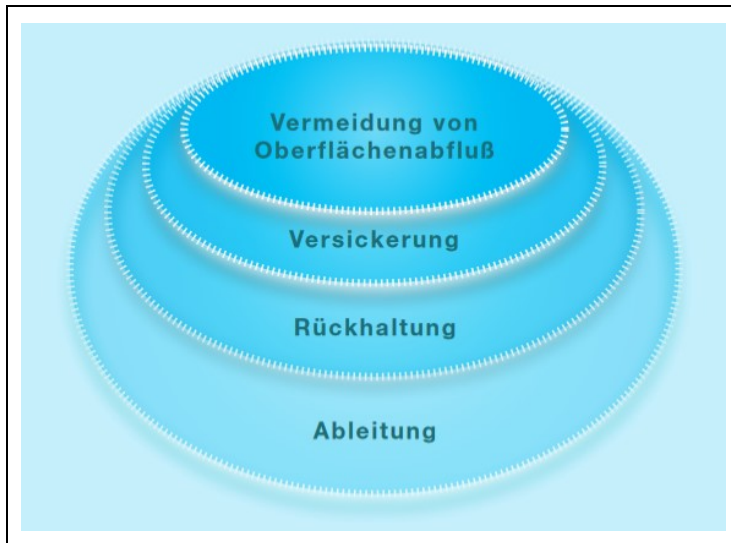 Vermeidung von
Oberflächenabfluß
Versickerung
Rückhaltung
Ableitung